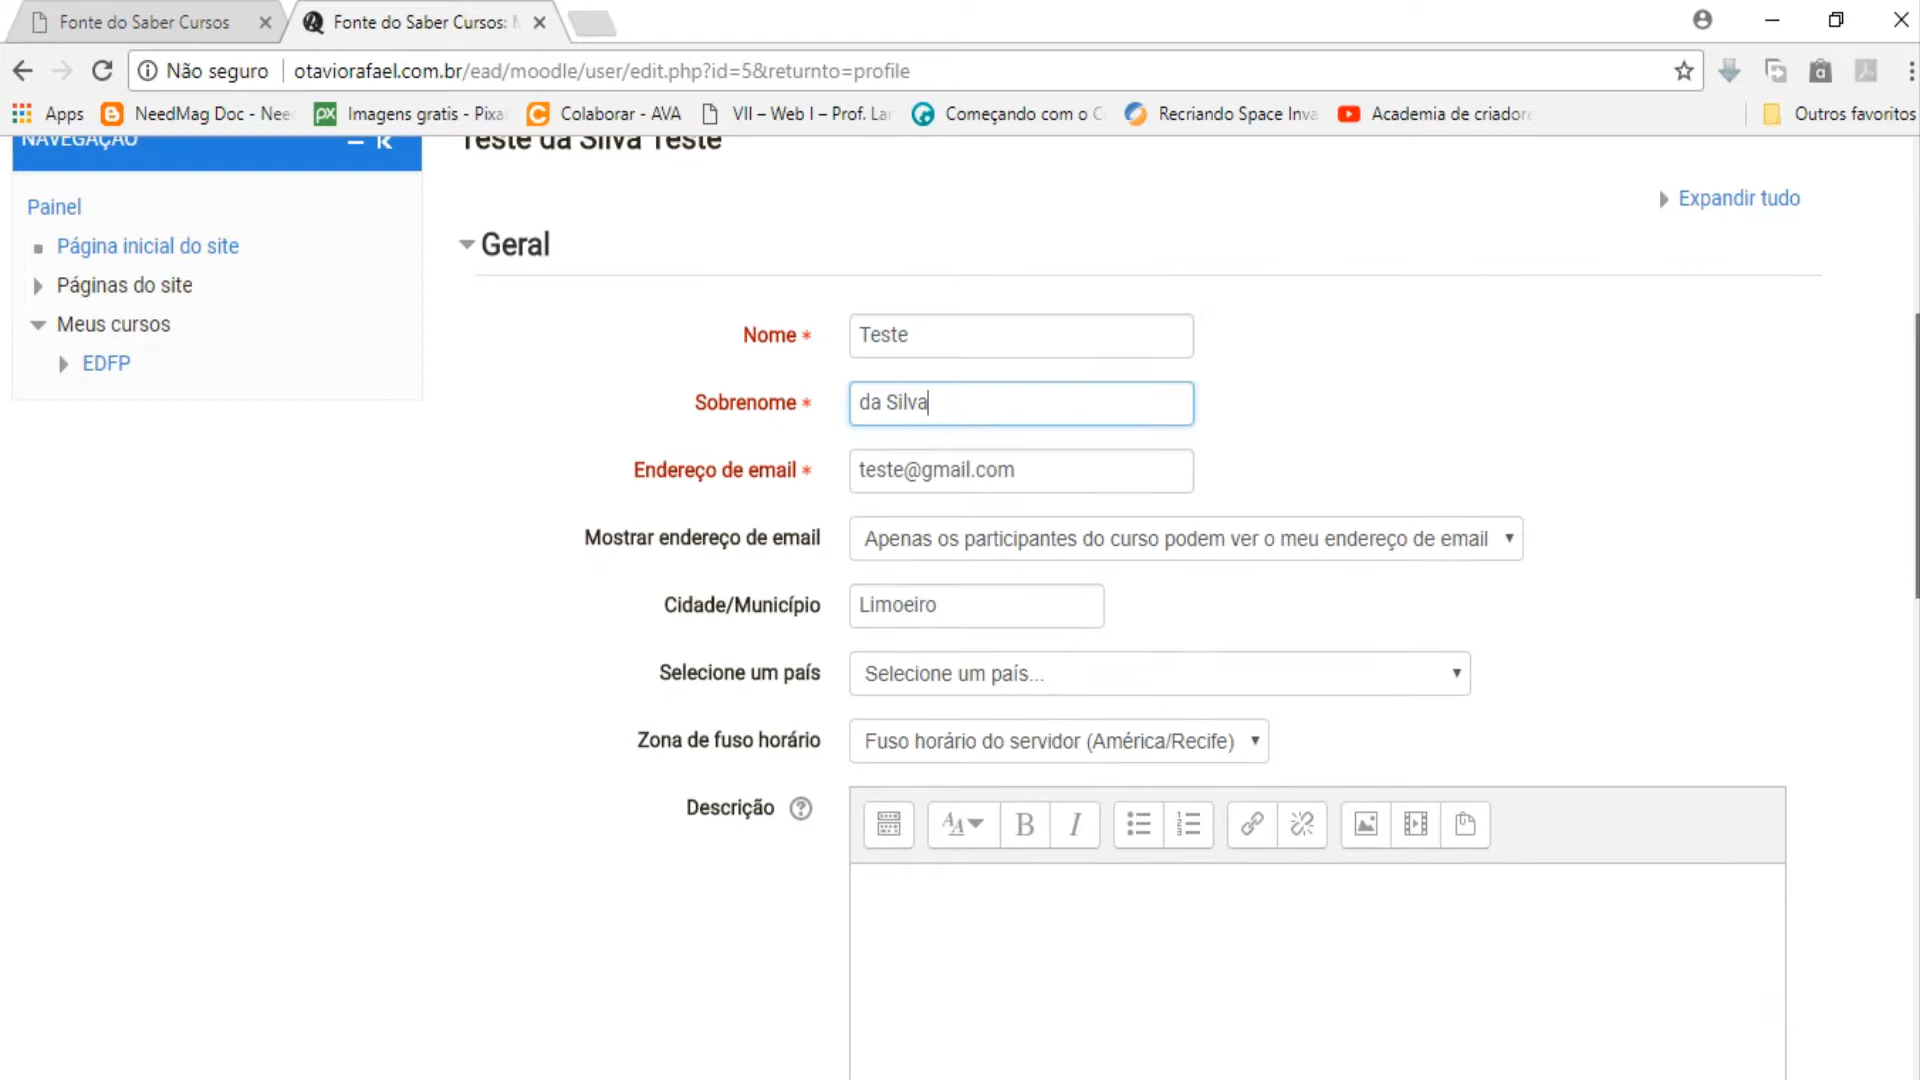 Fonte do Saber Cursos
Fonte do Saber Cursos:
Não seguro
otaviorafael.com.br/ead/moodle/user/edit.php?id=5&returnto=profile
Apps
NeedMag Doc - Nee
Imagens gratis - Pixa
Colaborar - AVA
VII – Web I – Prof. La
Começando com o C
Recriando Space Inva
Academia de criador
Outros favoritos
NAVEGAÇÃO
Teste da Silva Teste
Expandir tudo
Painel
Página inicial do site
Páginas do site
Meus cursos
EDFP
Geral
Nome *
Teste
Sobrenome *
da Silva
Endereço de email *
teste@gmail.com
Mostrar endereço de email
Apenas os participantes do curso podem ver o meu endereço de email
Cidade/Município
Limoeiro
Selecione um país
Selecione um país...
Zona de fuso horário
Fuso horário do servidor (América/Recife)
Descrição